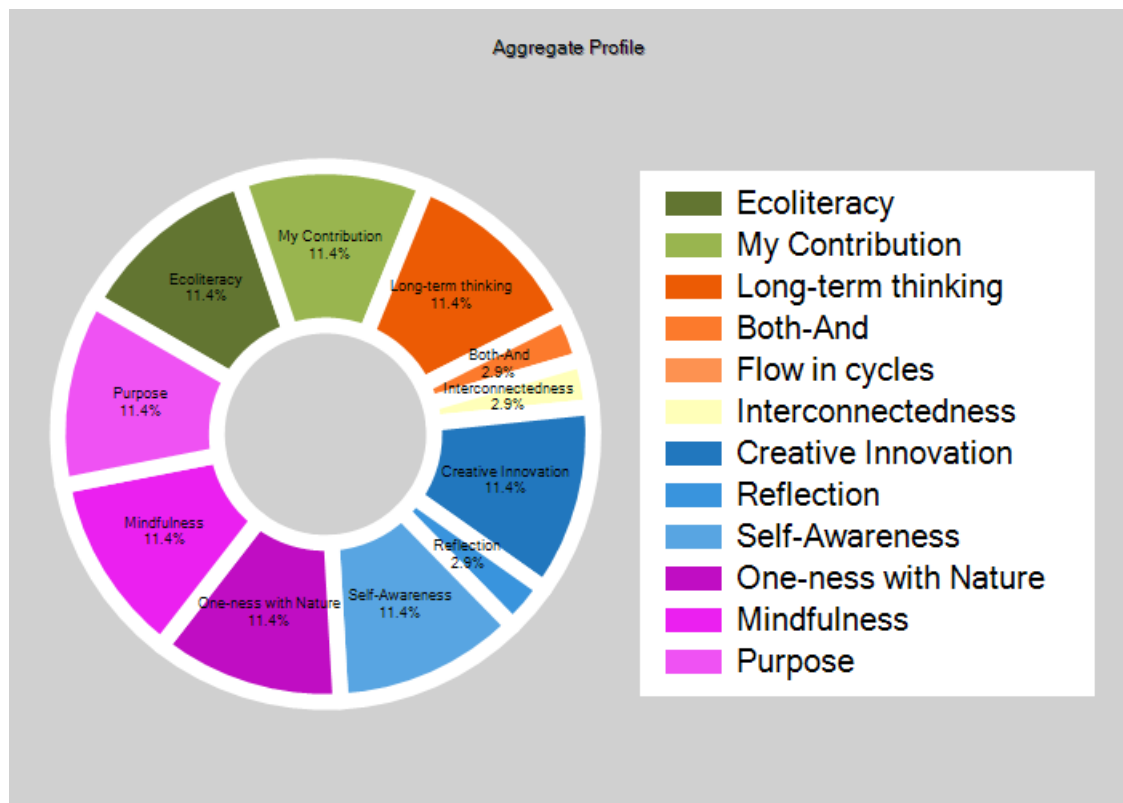 Aggregate Profile
My Contribution
11.4%
Ecoliteracy
11.4%
Long-term thinking
11.4%
Both-And
2.9%
Interconnectedness
2.9%
Purpose
11.4%
Creative Innovation
11.4%
Mindfulness
11.4%
Reflection
2.9%
One-ness with Nature
11.4%
Self-Awareness
11.4%
Ecoliteracy
My Contribution
Long-term thinking
Both-And
Flow in cycles
Interconnectedness
Creative Innovation
Reflection
Self-Awareness
One-ness with Nature
Mindfulness
Purpose